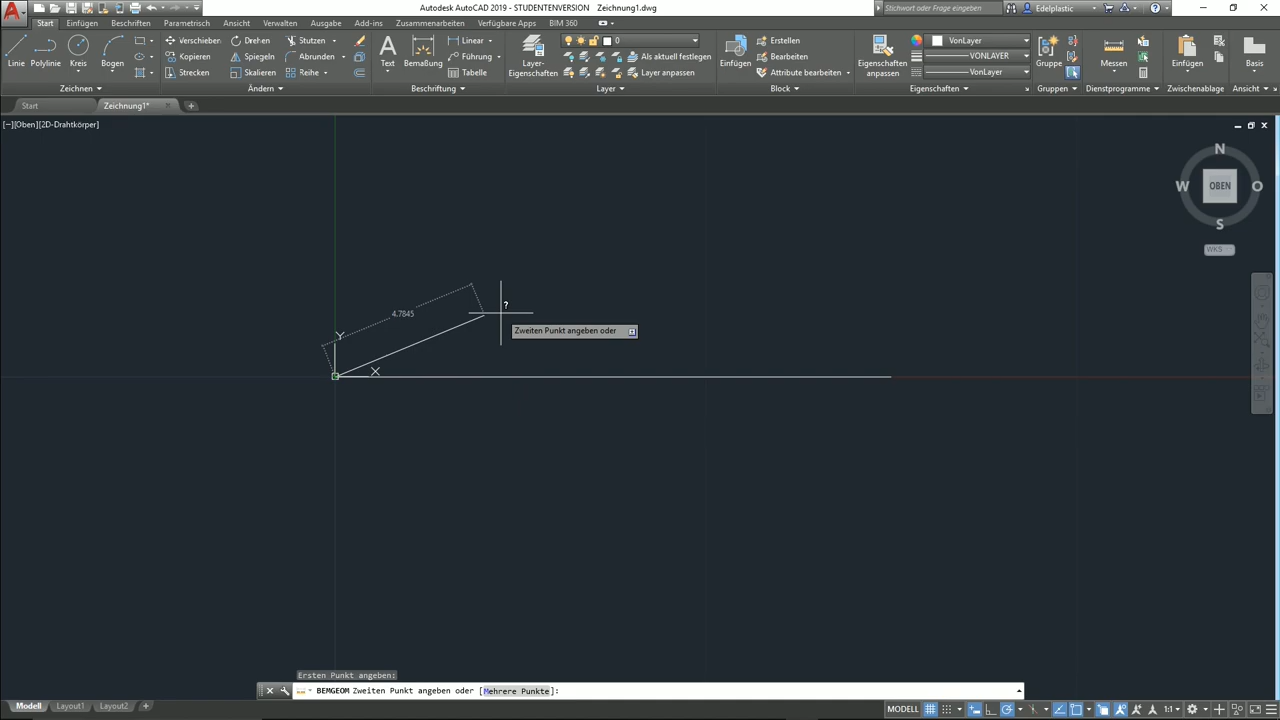 Autodesk AutoCAD 2019 - STUDENTENVERSION Zeichnung1.dwg
Stichwort oder Frage eingeben
Edelplastic
Start Einfügen Beschriften Parametrisch Ansicht Verwalten Ausgabe Add-ins Zusammenarbeiten Verfügbare Apps BIM 360
Linie Polylinie Kreis Bogen
Verschieben Drehen Stutzen
Kopieren Spiegeln Abrunden
Strecken Skalieren Reihe
Text Bemaßung
Linear
Führung
Tabelle
Layer-Eigenschaften
0
Als aktuell festlegen
Layer anpassen
Einfügen
Erstellen
Bearbeiten
Attribute bearbeiten
Eigenschaften anpassen
VonLayer
VONLAYER
VonLayer
Gruppe
Messen
Einfügen
Basis
Zeichnen Ändern Beschriftung Layer Block Eigenschaften Gruppen Dienstprogramme Zwischenablage Ansicht
Start Zeichnung1*
[−][Oben][2D-Drahtkörper]
N
W OBEN O
S
WKS
4.7845
?
Zweiten Punkt angeben oder
Y
X
Ersten Punkt angeben:
BEMGEOM Zweiten Punkt angeben oder [Mehrere Punkte]:
Modell Layout1 Layout2 +
MODELL 1:1